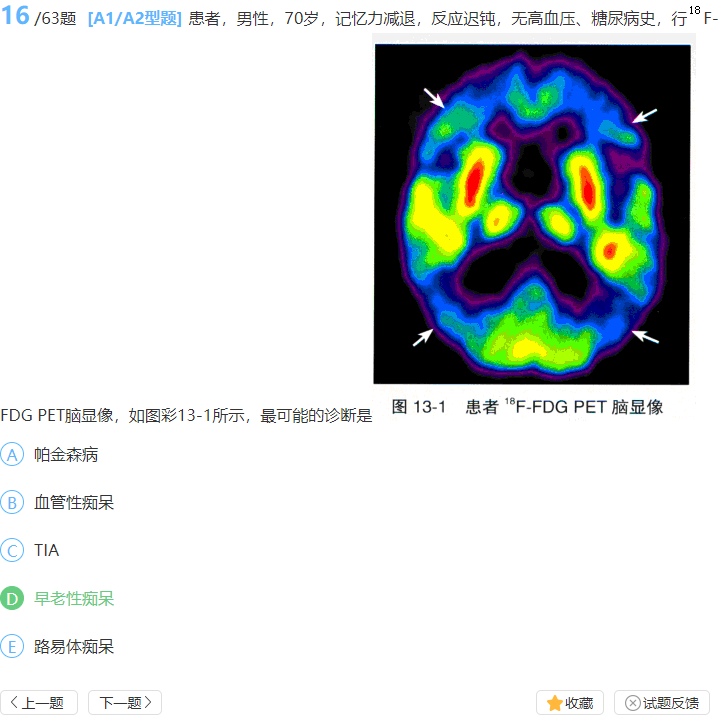 16/63题 [A1/A2型题] 患者，男性，70岁，记忆力减退，反应迟钝，无高血压、糖尿病史，行18F-
FDG PET脑显像，如图彩13-1所示，最可能的诊断是
图 13-1 患者 18F-FDG PET 脑显像
A 帕金森病
B 血管性痴呆
C TIA
D 早老性痴呆
E 路易体痴呆
上一题 下一题 收藏 试题反馈